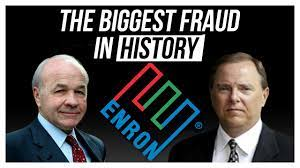 THE BIGGEST FRAUD
IN HISTORY
ENRON
®